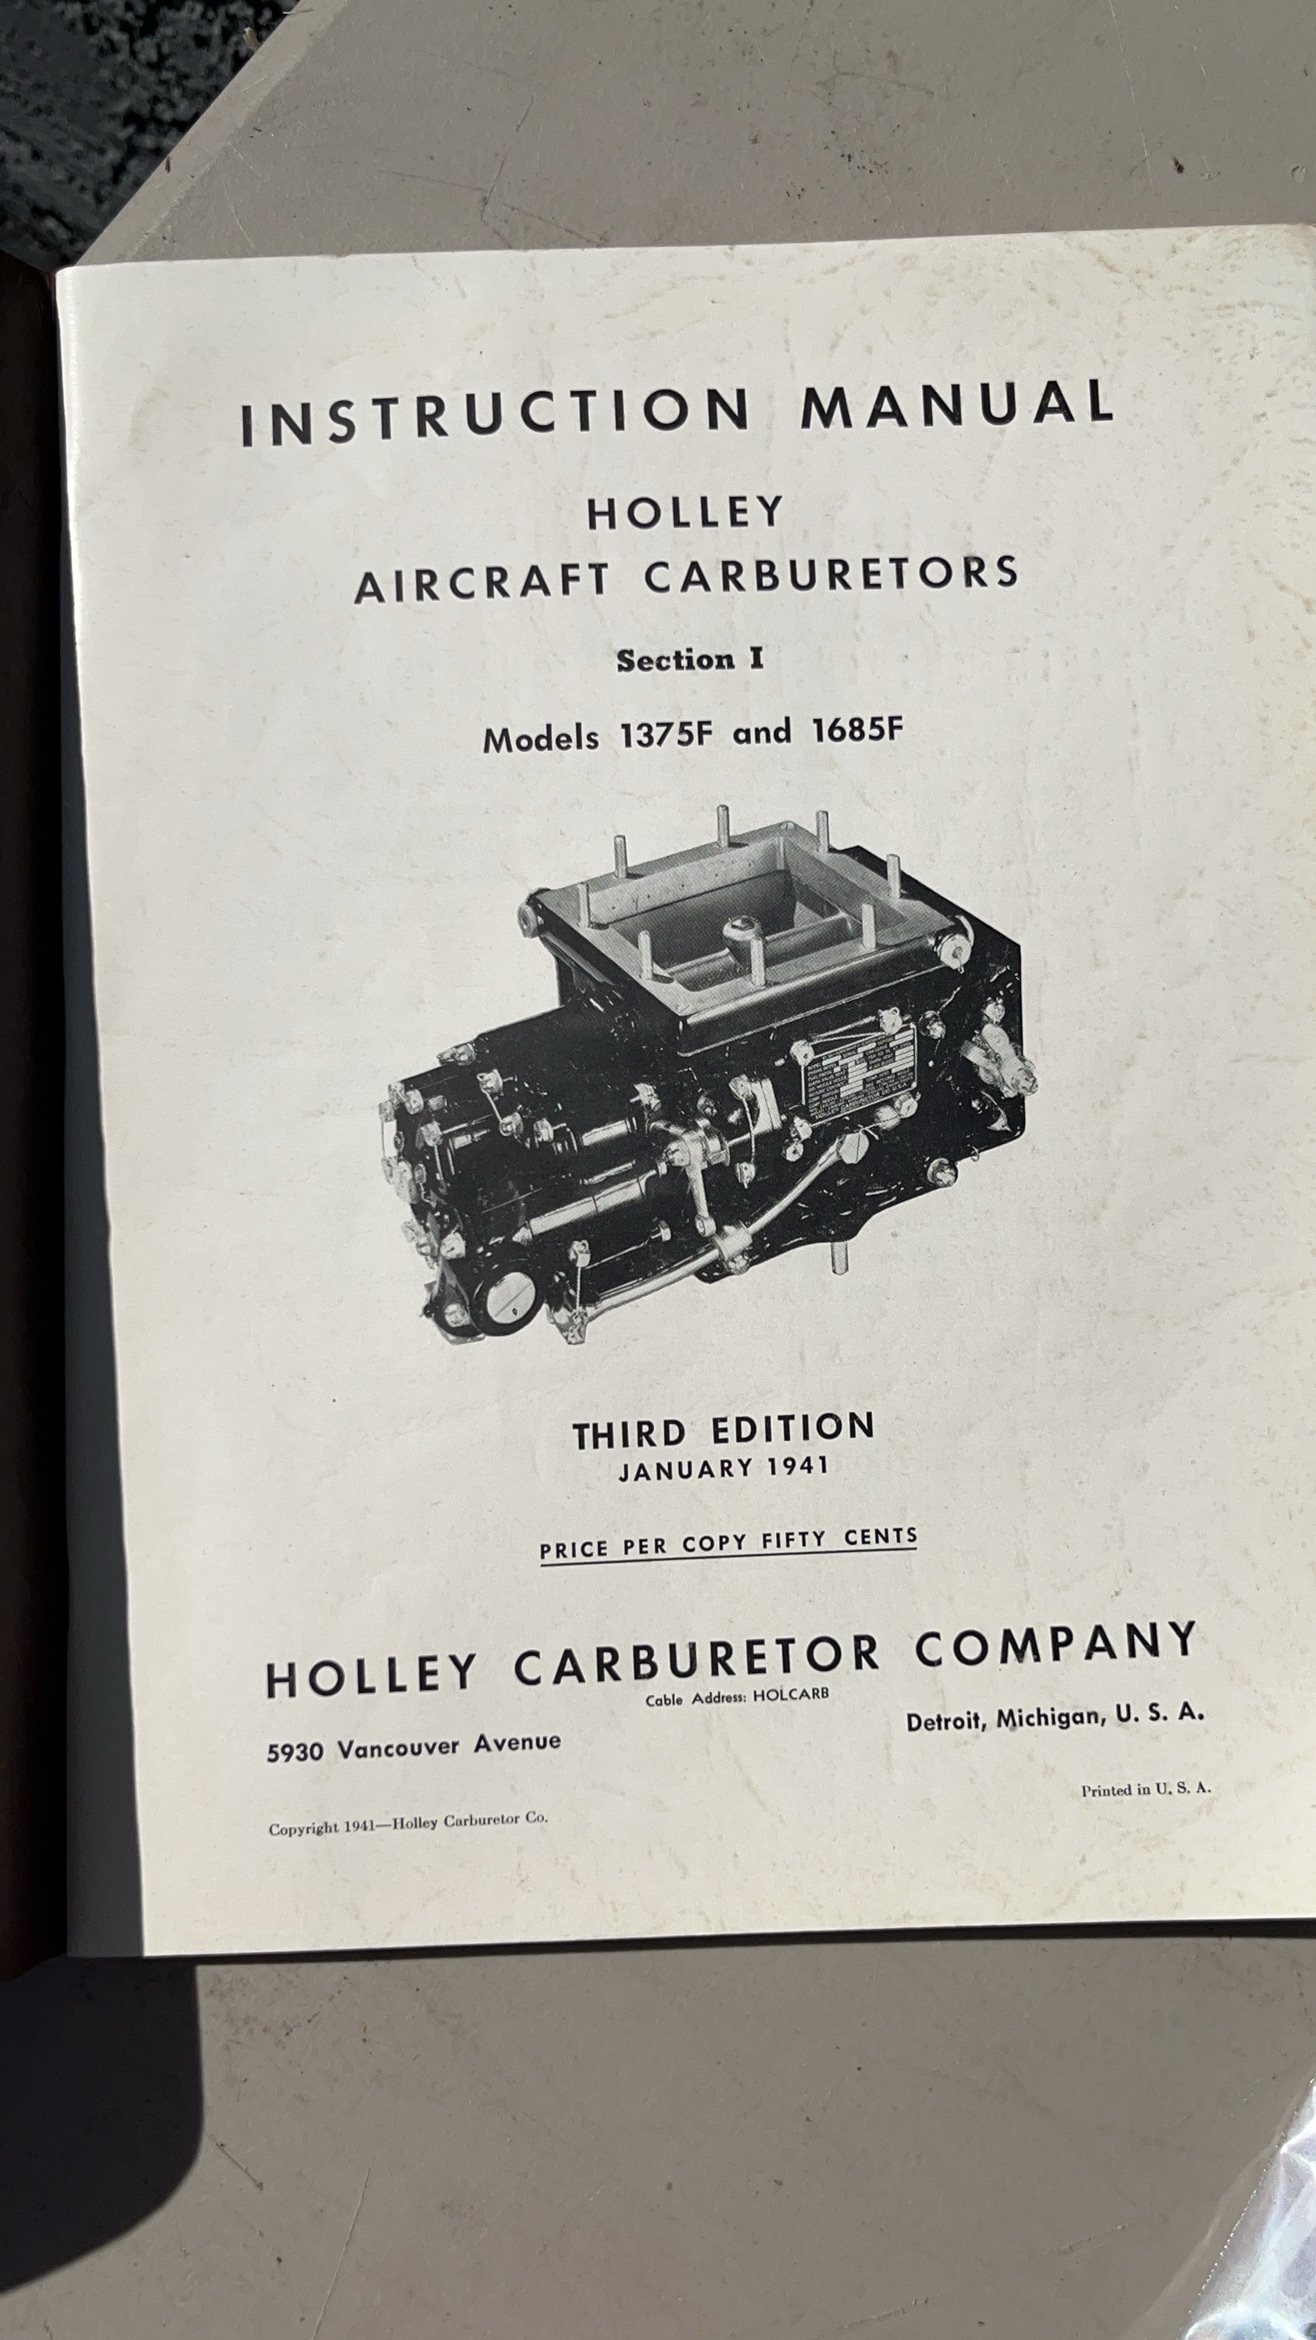 INSTRUCTION MANUAL
HOLLEY
AIRCRAFT CARBURETORS
Section I
Models 1375F and 1685F
THIRD EDITION
JANUARY 1941
PRICE PER COPY FIFTY CENTS
HOLLEY CARBURETOR COMPANY
Cable Address: HOLCARB
5930 Vancouver Avenue
Detroit, Michigan, U. S. A.
Copyright 1941—Holley Carburetor Co.
Printed in U. S. A.